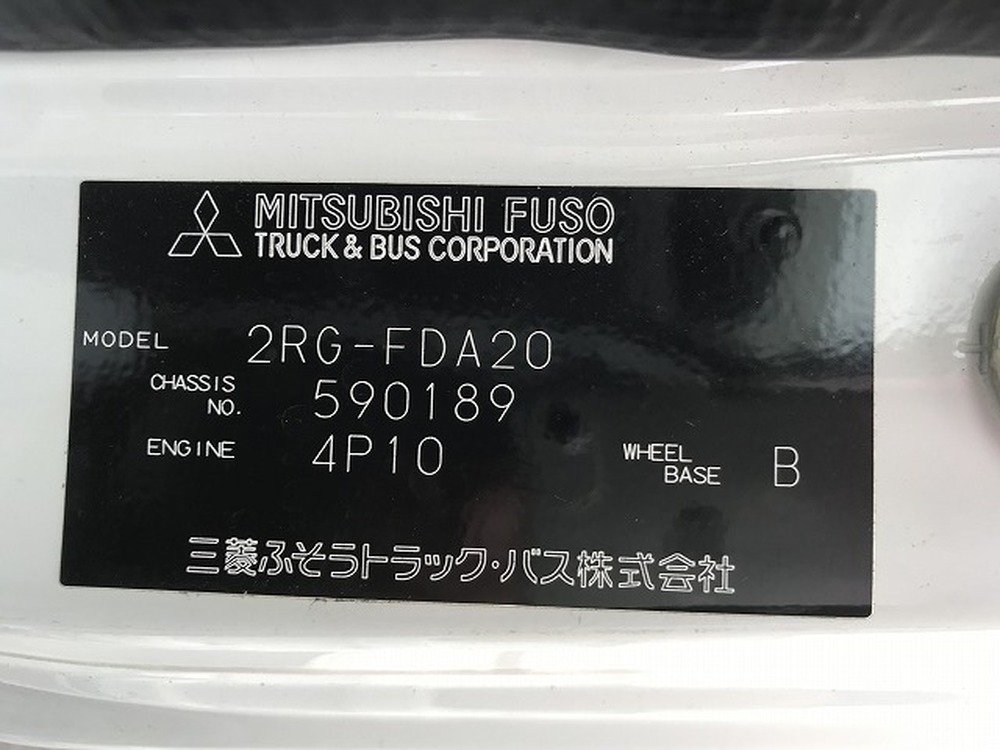 MITSUBISHI FUSO
TRUCK & BUS CORPORATION
MODEL 2RG-FDA20
CHASSIS NO. 590189
ENGINE 4P10
WHEEL BASE B
三菱ふそうトラック・バス株式会社